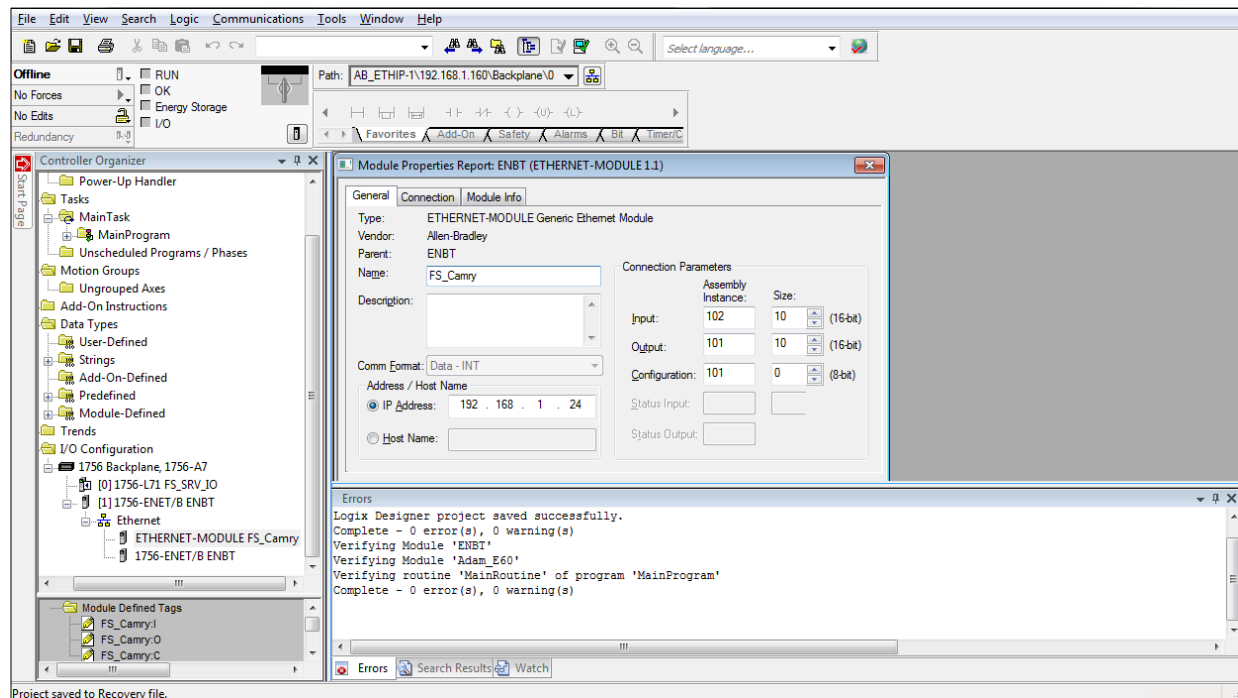 File Edit View Search Logic Communications Tools Window Help
Select language...
Offline RUN
No Forces OK
No Edits Energy Storage
Redundancy I/O
Path: AB_ETHIP-1\192.168.1.160\Backplane\0
Favorites Add-On Safety Alarms Bit Timer/C
Start Page
Controller Organizer
Power-Up Handler
Tasks
MainTask
MainProgram
Unscheduled Programs / Phases
Motion Groups
Ungrouped Axes
Add-On Instructions
Data Types
User-Defined
Strings
Add-On-Defined
Predefined
Module-Defined
Trends
I/O Configuration
1756 Backplane, 1756-A7
[0] 1756-L71 FS_SRV_IO
[1] 1756-ENET/B ENBT
Ethernet
ETHERNET-MODULE FS_Camry
1756-ENET/B ENBT
Module Defined Tags
FS_Camry:I
FS_Camry:O
FS_Camry:C
Module Properties Report: ENBT (ETHERNET-MODULE 1.1)
General Connection Module Info
Type: ETHERNET-MODULE Generic Ethernet Module
Vendor: Allen-Bradley
Parent: ENBT
Name: FS_Camry
Description:
Comm Format: Data - INT
Address / Host Name
IP Address: 192 . 168 . 1 . 24
Host Name:
Connection Parameters
Assembly Instance: Size:
Input: 102 10 (16-bit)
Output: 101 10 (16-bit)
Configuration: 101 0 (8-bit)
Status Input:
Status Output:
Errors
Logix Designer project saved successfully.
Complete - 0 error(s), 0 warning(s)
Verifying Module 'ENBT'
Verifying Module 'Adam_E60'
Verifying routine 'MainRoutine' of program 'MainProgram'
Complete - 0 error(s), 0 warning(s)
Errors Search Results Watch
Project saved to Recovery file.